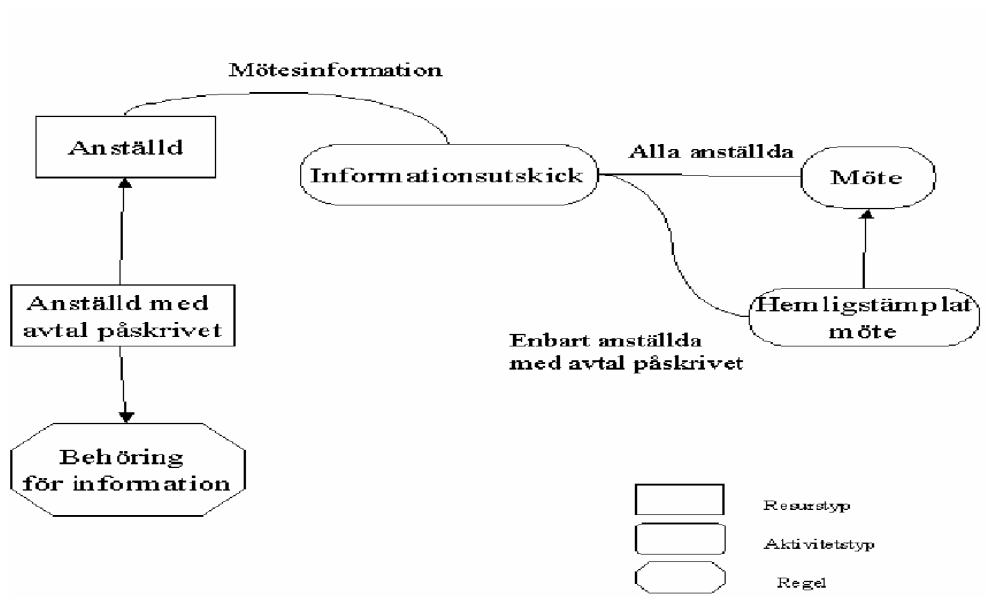 Mötesinformation
Anställd
Informationsutskick
Alla anställda
Möte
Anställd med
avtal påskrivet
Hemligstämplat
möte
Enbart anställda
med avtal påskrivet
Behöring
för information
Resurstyp
Aktivitetstyp
Regel